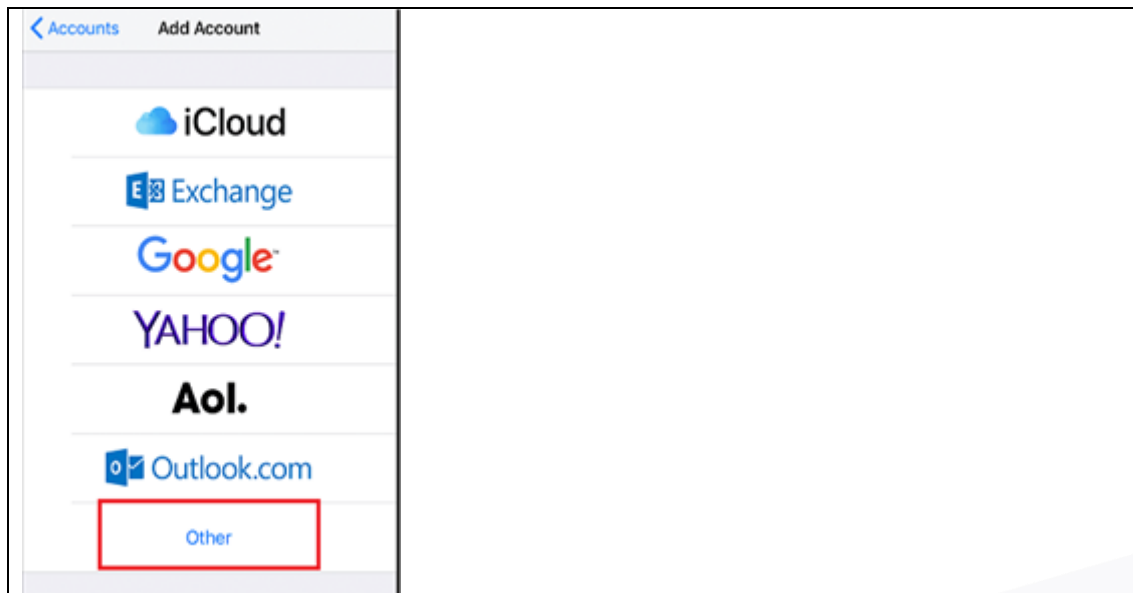 Accounts Add Account
iCloud
Exchange
Google
YAHOO!
Aol.
Outlook.com
Other